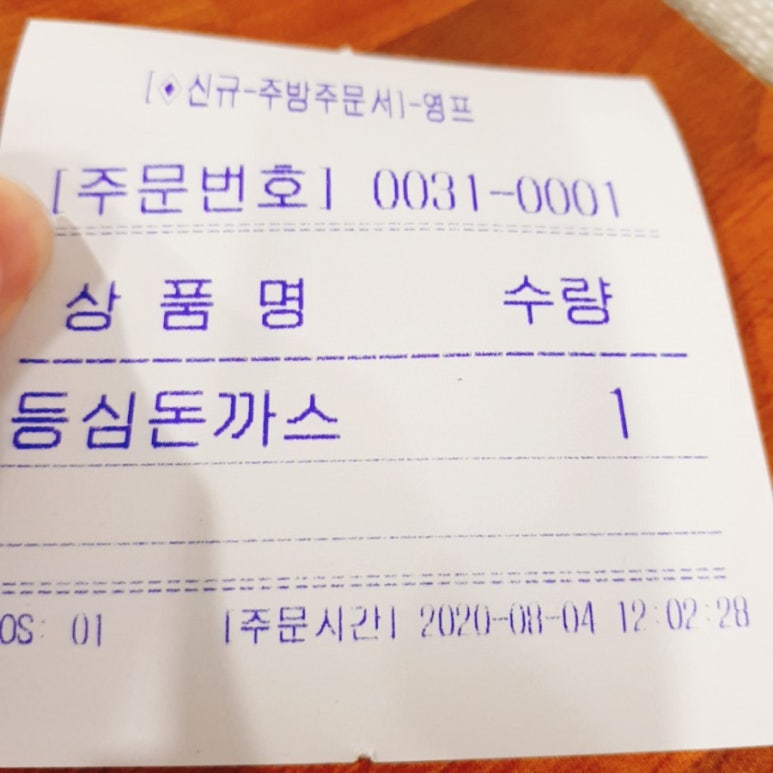 [◈신규-주방주문서]-영프
[주문번호] 0031-0001
상 품 명 수량
등심돈까스 1
OS: 01 [주문시간] 2020-08-04 12:02:28